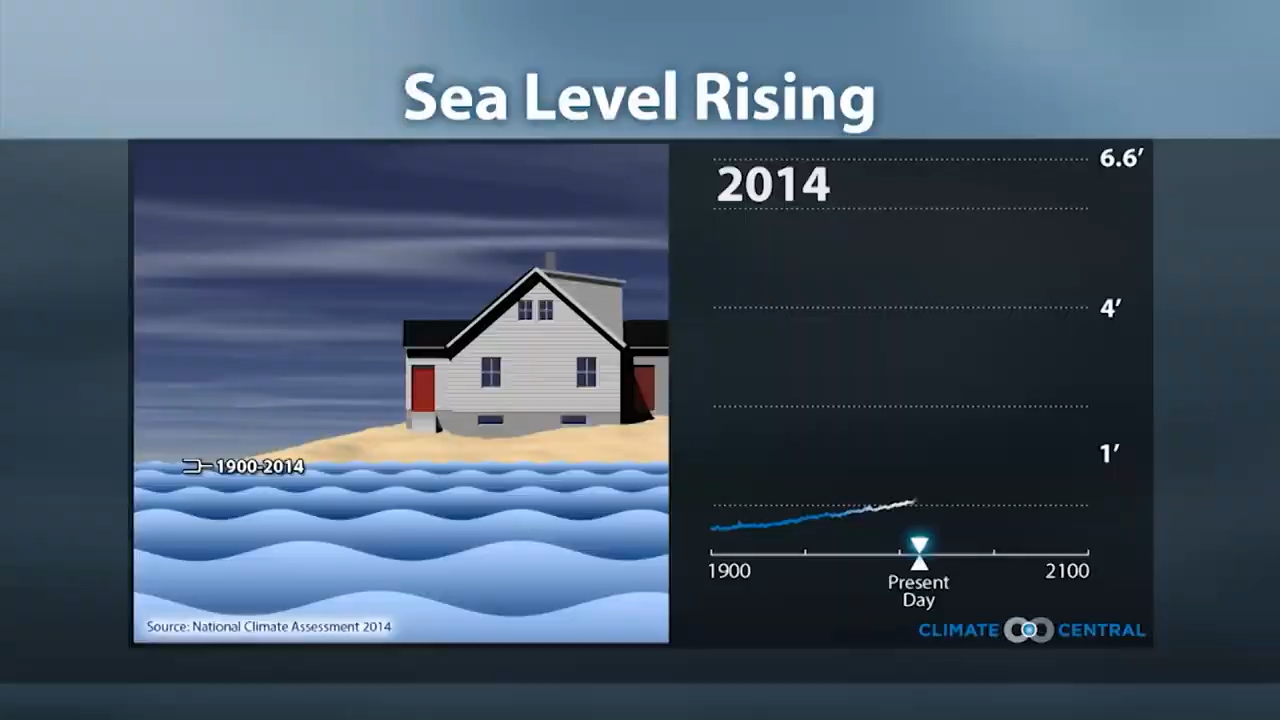 Sea Level Rising
2014
6.6′
4′
1′
1900-2014
1900
2100
Present
Day
Source: National Climate Assessment 2014
CLIMATE CENTRAL